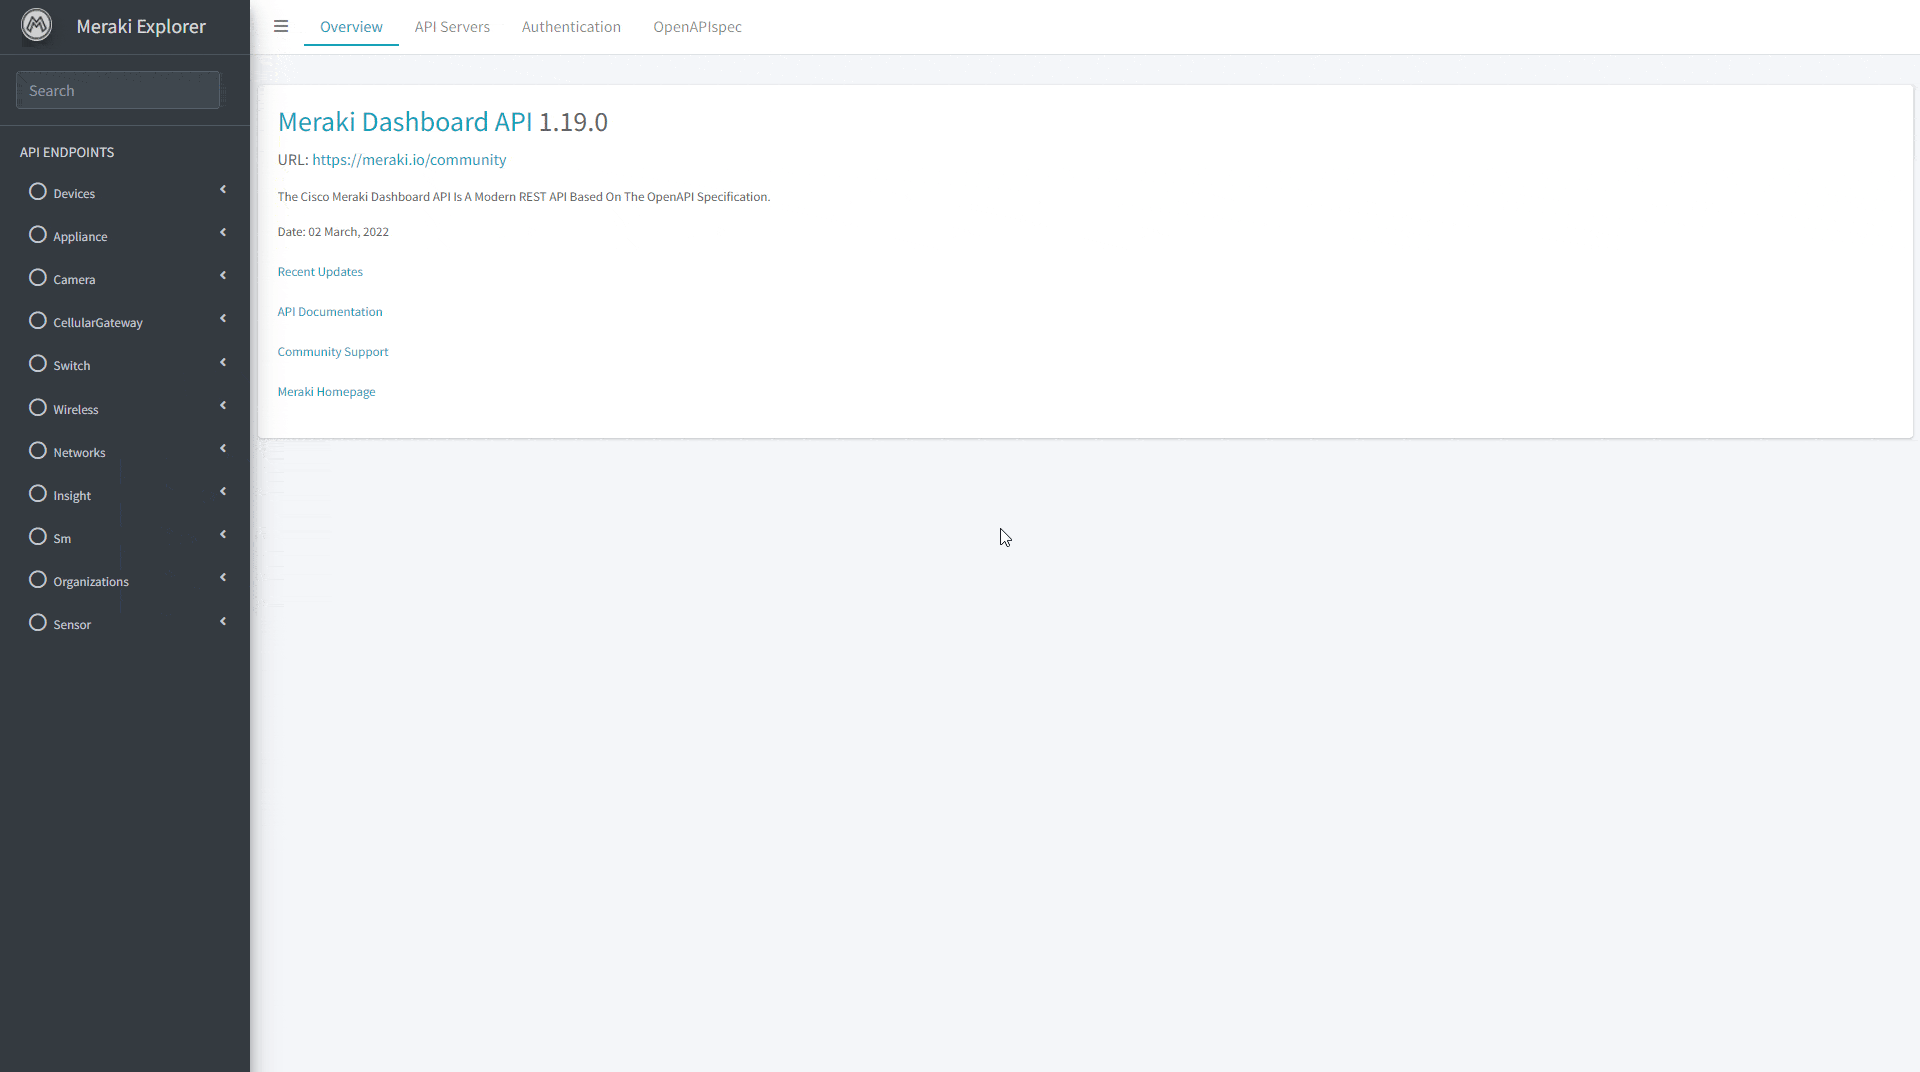 Meraki Explorer
Search
API ENDPOINTS
Devices
Appliance
Camera
CellularGateway
Switch
Wireless
Networks
Insight
Sm
Organizations
Sensor
Overview API Servers Authentication OpenAPIspec
Meraki Dashboard API 1.19.0
URL: https://meraki.io/community
The Cisco Meraki Dashboard API Is A Modern REST API Based On The OpenAPI Specification.
Date: 02 March, 2022
Recent Updates
API Documentation
Community Support
Meraki Homepage